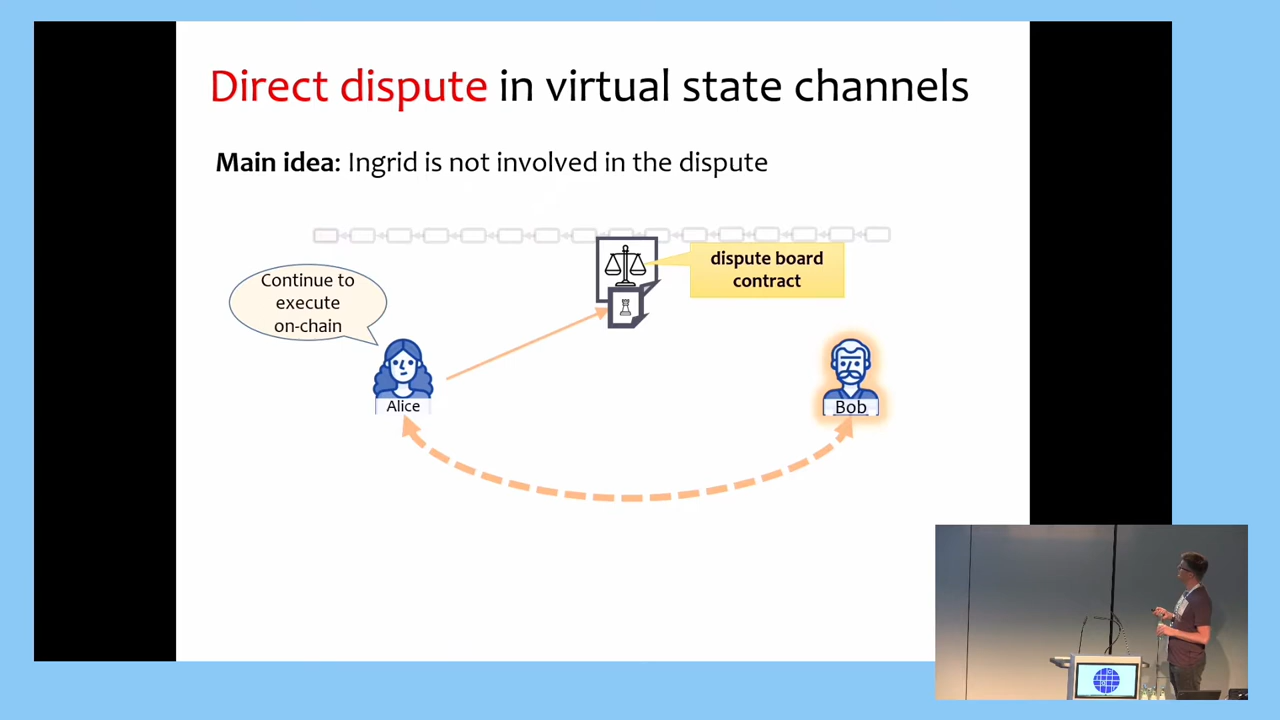 Direct dispute in virtual state channels
Main idea: Ingrid is not involved in the dispute
dispute board
contract
Continue to
execute
on-chain
Alice
Bob